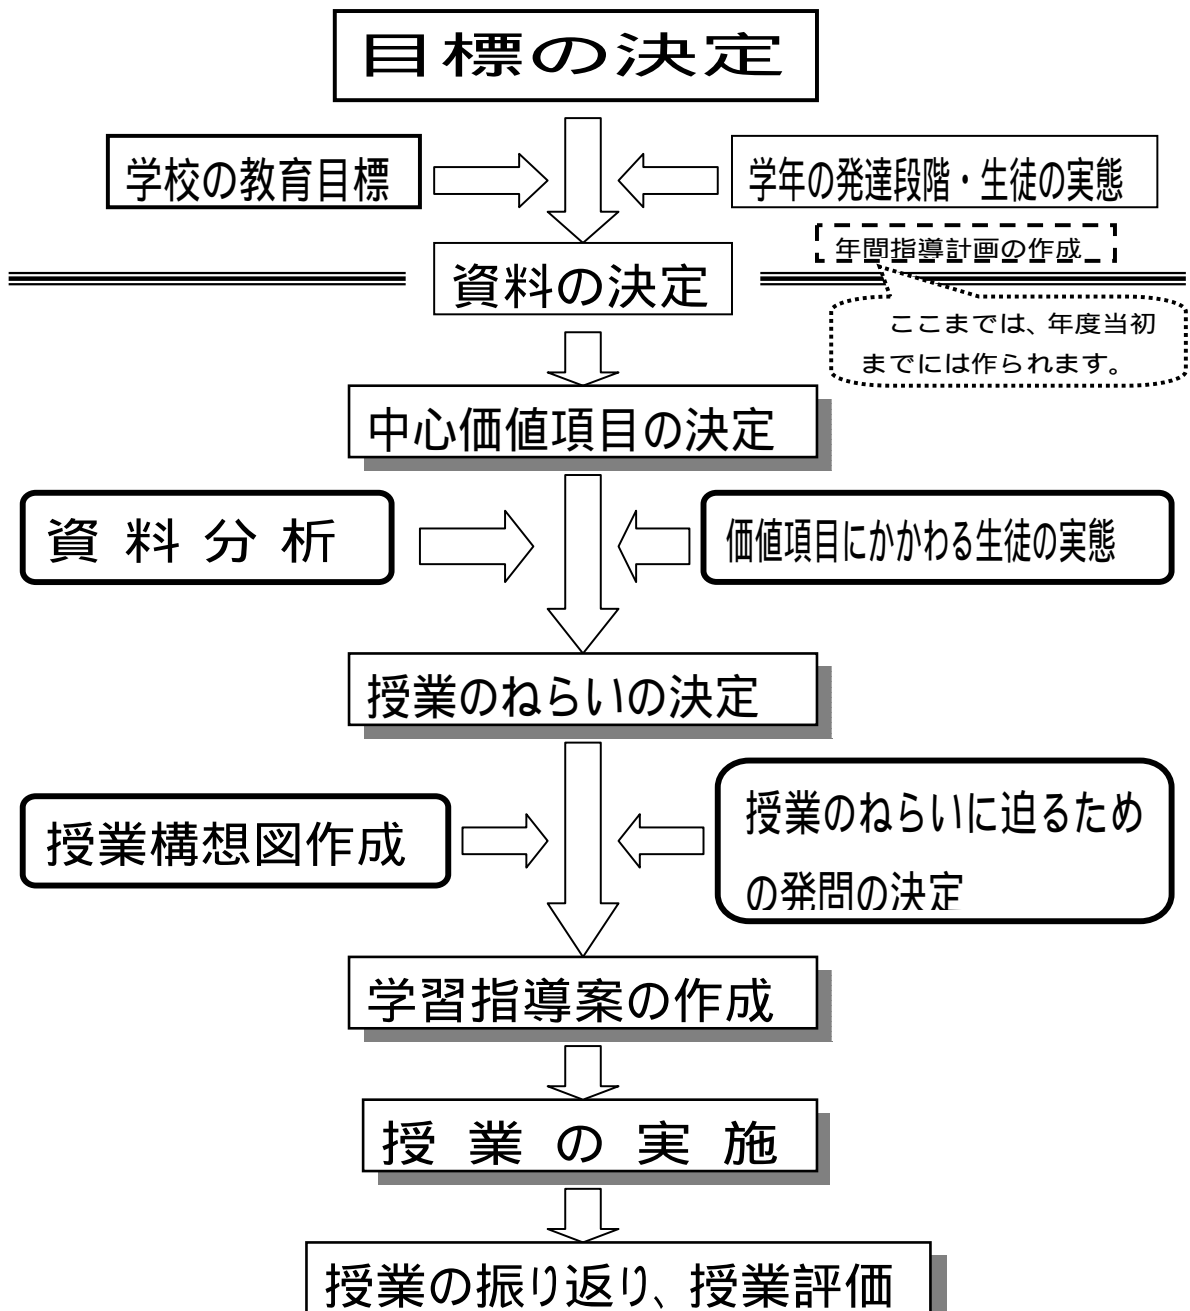 目標の決定
学校の教育目標
学年の発達段階・生徒の実態
年間指導計画の作成
資料の決定
ここまでは、年度当初
までには作られます。
中心価値項目の決定
資料分析
価値項目にかかわる生徒の実態
授業のねらいの決定
授業構想図作成
授業のねらいに迫るため
の発問の決定
学習指導案の作成
授業の実施
授業の振り返り、授業評価